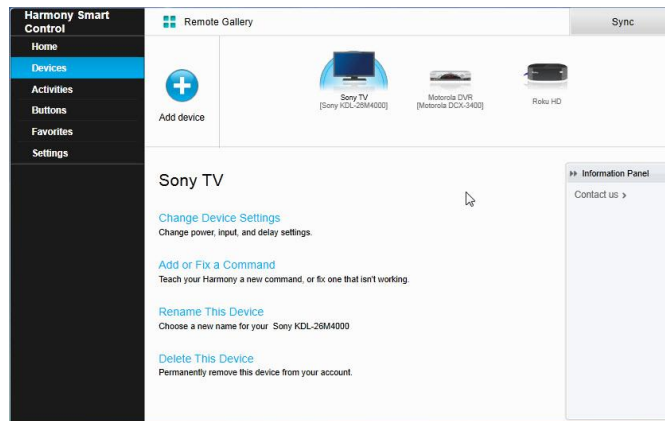 Harmony Smart
Control
Remote Gallery
Sync
Home
Devices
Activities
Buttons
Favorites
Settings
Add device
Sony TV
[Sony KDL-26M4000]
Motorola DVR
[Motorola DCX-3400]
Roku HD
Sony TV
Change Device Settings
Change power, input, and delay settings.
Add or Fix a Command
Teach your Harmony a new command, or fix one that isn't working.
Rename This Device
Choose a new name for your Sony KDL-26M4000
Delete This Device
Permanently remove this device from your account.
Information Panel
Contact us